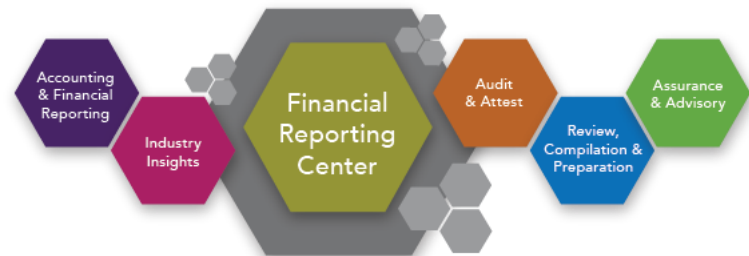 Accounting
& Financial
Reporting
Industry
Insights
Financial
Reporting
Center
Audit
& Attest
Review,
Compilation &
Preparation
Assurance
& Advisory